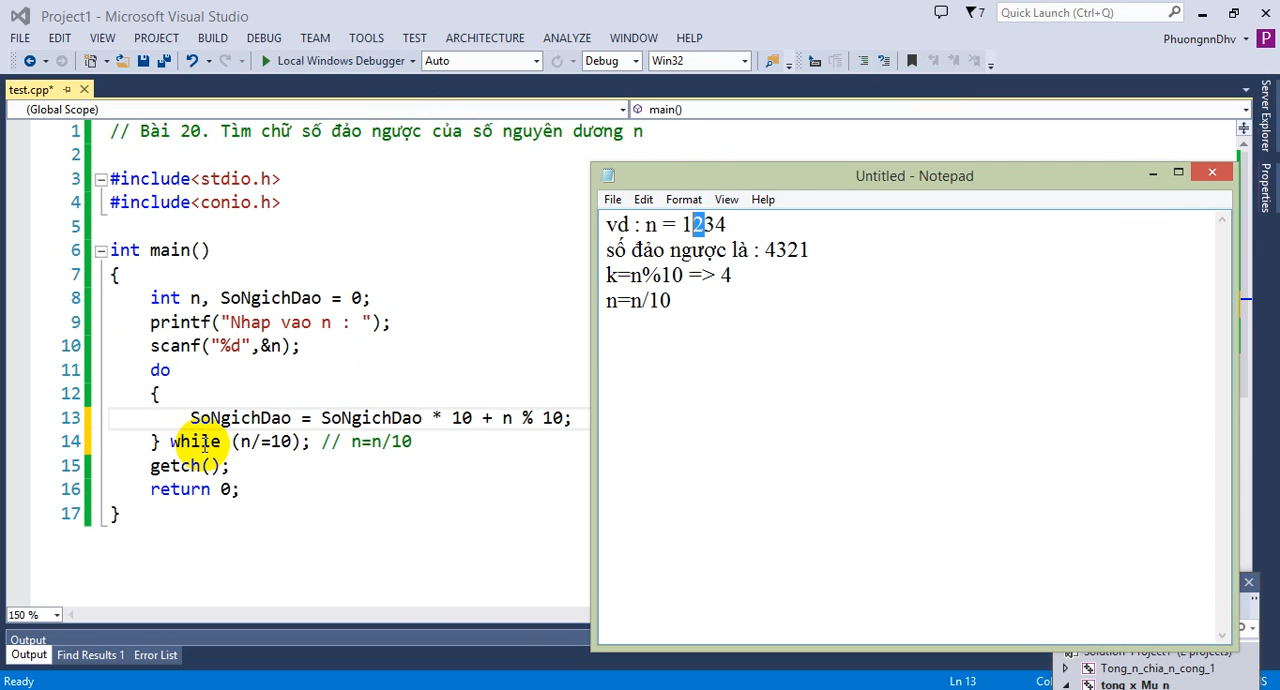 Project1 - Microsoft Visual Studio
7
Quick Launch (Ctrl+Q)
FILE EDIT VIEW PROJECT BUILD DEBUG TEAM TOOLS TEST ARCHITECTURE ANALYZE WINDOW HELP
PhuongnnDhv P
Local Windows Debugger Auto Debug Win32
test.cpp*
(Global Scope) main()
1 // Bài 20. Tìm chữ số đảo ngược của số nguyên dương n
2
3 #include<stdio.h>
4 #include<conio.h>
5
6 int main()
7 {
8 int n, SoNgichDao = 0;
9 printf("Nhap vao n : ");
10 scanf("%d",&n);
11 do
12 {
13 SoNgichDao = SoNgichDao * 10 + n % 10;
14 } while (n/=10); // n=n/10
15 getch();
16 return 0;
17 }
Untitled - Notepad
File Edit Format View Help
vd : n = 1234
số đảo ngược là : 4321
k=n%10 => 4
n=n/10
Server Explorer
Properties
150 %
Output
Output Find Results 1 Error List
Tong_n_chia_n_cong_1
tong_x_Mu_n
Ready Ln 13